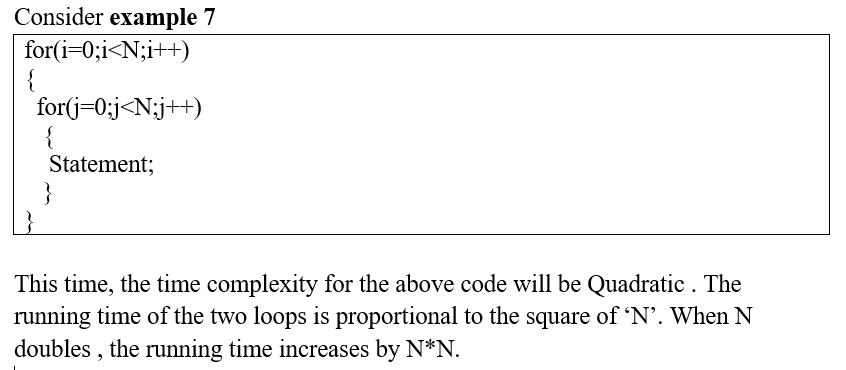 Consider example 7
for(i=0;i<N;i++)
{
for(j=0;j<N;j++)
{
Statement;
}
}
This time, the time complexity for the above code will be Quadratic . The
running time of the two loops is proportional to the square of ‘N’. When N
doubles , the running time increases by N*N.